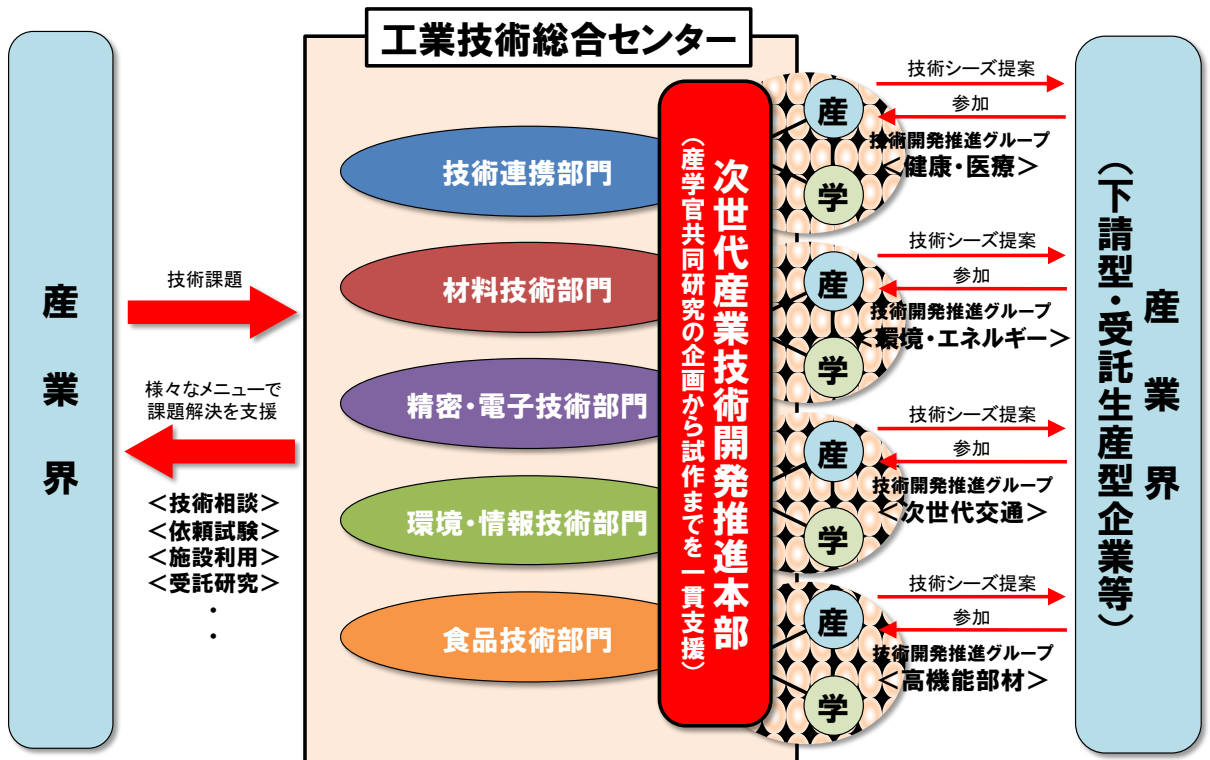 工業技術総合センター
産業界
技術課題
様々なメニューで
課題解決を支援
＜技術相談＞
＜依頼試験＞
＜施設利用＞
＜受託研究＞
・
・
技術連携部門
材料技術部門
精密・電子技術部門
環境・情報技術部門
食品技術部門
次世代産業技術開発推進本部
（産学官共同研究の企画から試作までを一貫支援）
産
学
技術シーズ提案
参加
技術開発推進グループ
＜健康・医療＞
産
学
技術シーズ提案
参加
技術開発推進グループ
＜環境・エネルギー＞
産
学
技術シーズ提案
参加
技術開発推進グループ
＜次世代交通＞
産
学
技術シーズ提案
参加
技術開発推進グループ
＜高機能部材＞
産業界
（下請型・受託生産型企業等）